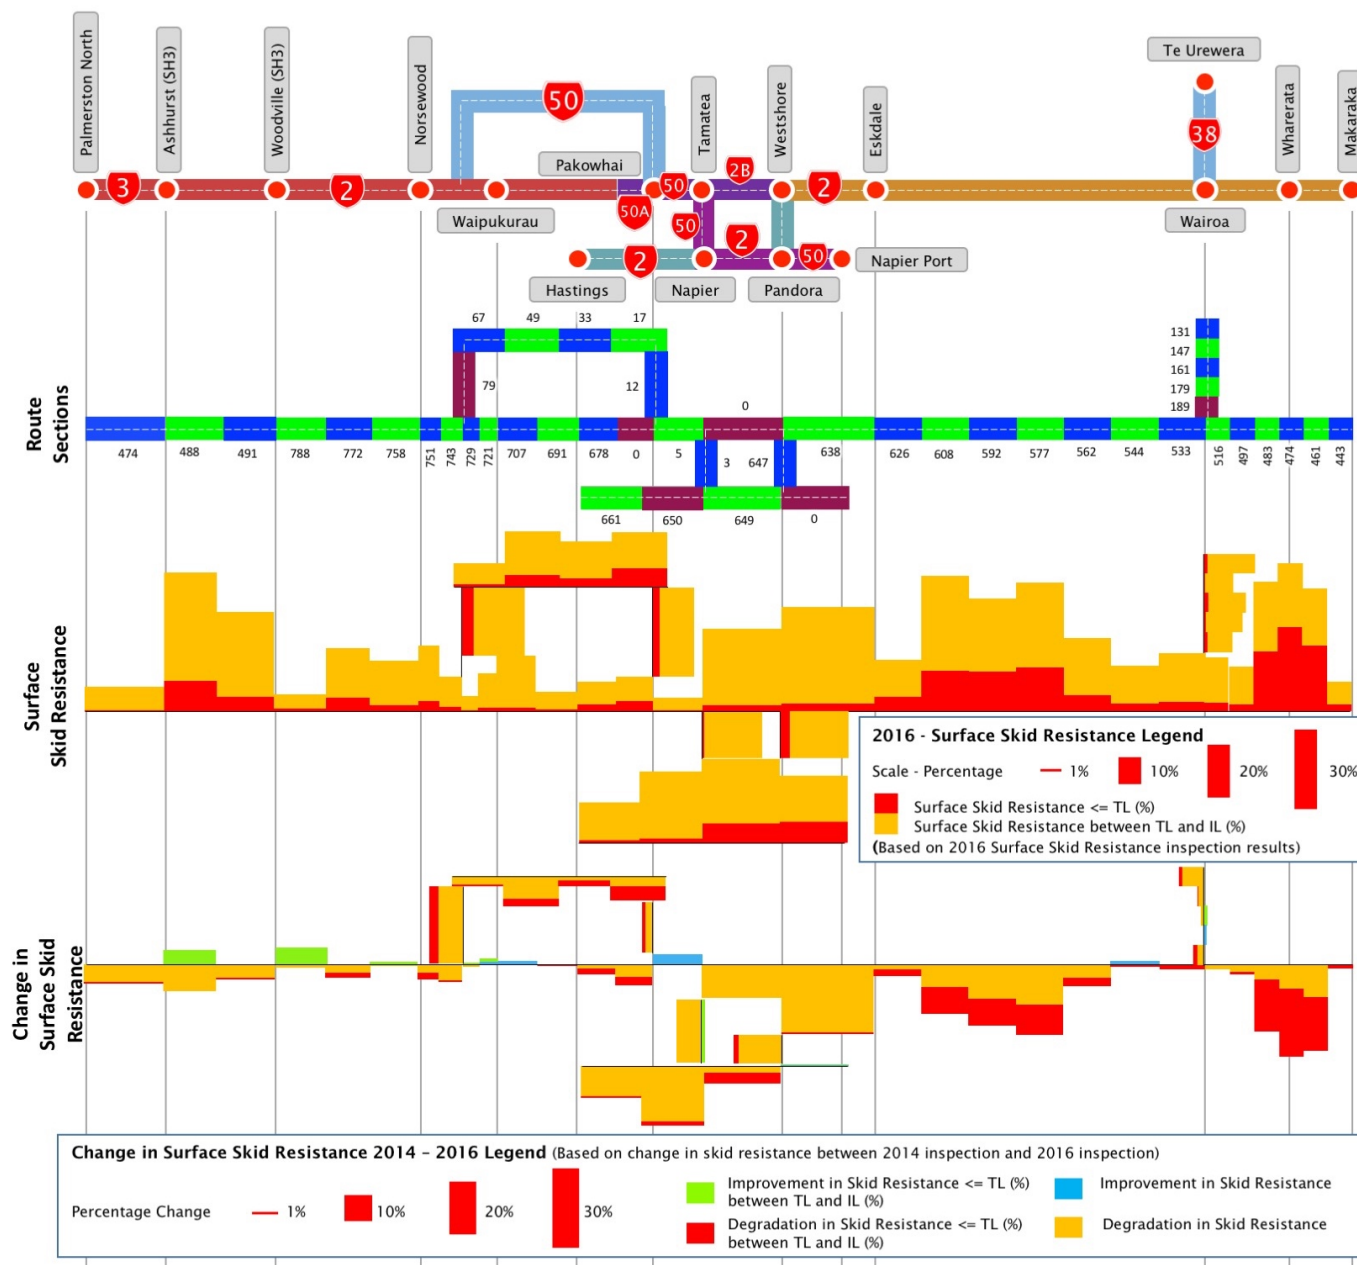 Palmerston North
Ashhurst (SH3)
Woodville (SH3)
Norsewood
Tamatea
Westshore
Eskdale
Te Urewera
Wharerata
Makaraka
50
Pakowhai
38
3
2
50
2B
2
50A
50
2
Waipukurau
Wairoa
2
50
Napier Port
Hastings
Napier
Pandora
Route
Sections
67 49 33 17
79
12
0
131
147
161
179
189
474 488 491 788 772 758 751 743 729 721 707 691 678 0 5 3 647 638 626 608 592 577 562 544 533 516 497 483 474 461 443
661 650 649 0
Surface
Skid Resistance
2016 - Surface Skid Resistance Legend
Scale - Percentage 1% 10% 20% 30%
Surface Skid Resistance <= TL (%)
Surface Skid Resistance between TL and IL (%)
(Based on 2016 Surface Skid Resistance inspection results)
Change in
Surface Skid
Resistance
Change in Surface Skid Resistance 2014 – 2016 Legend (Based on change in skid resistance between 2014 inspection and 2016 inspection)
Percentage Change 1% 10% 20% 30%
Improvement in Skid Resistance <= TL (%)
between TL and IL (%)
Improvement in Skid Resistance
Degradation in Skid Resistance <= TL (%)
between TL and IL (%)
Degradation in Skid Resistance